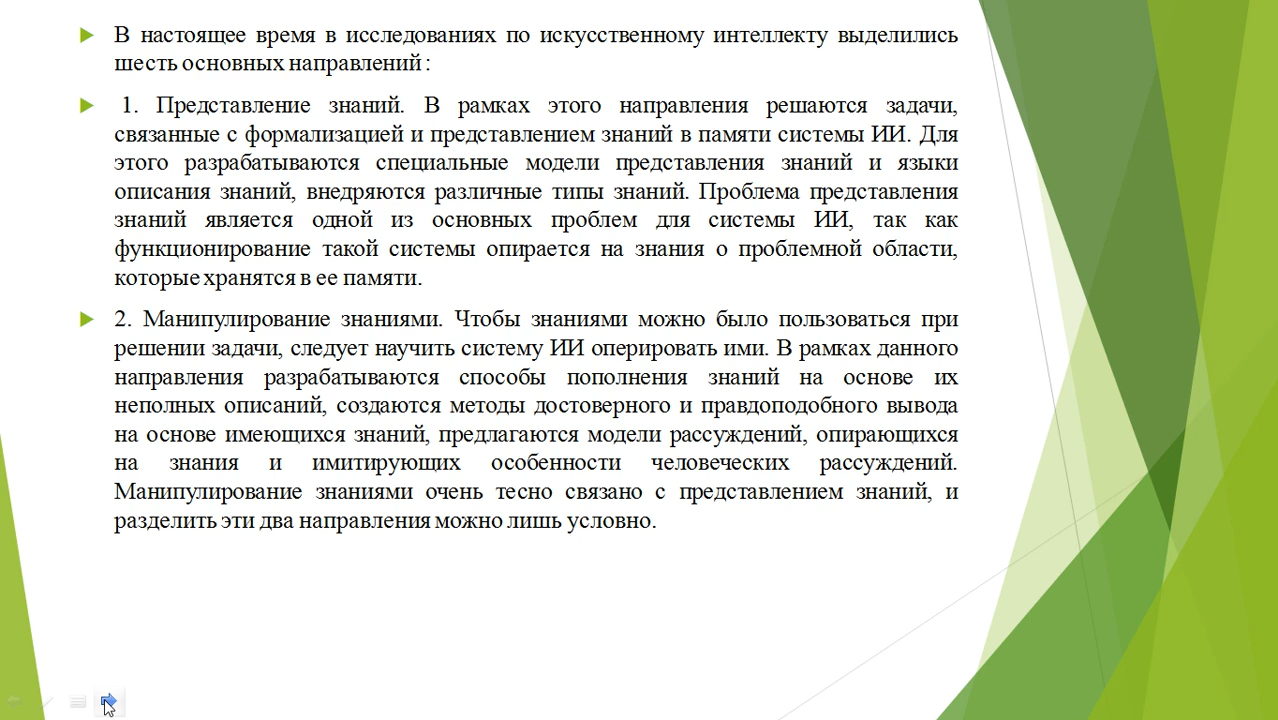 В настоящее время в исследованиях по искусственному интеллекту выделились
шесть основных направлений :
1. Представление знаний. В рамках этого направления решаются задачи,
связанные с формализацией и представлением знаний в памяти системы ИИ. Для
этого разрабатываются специальные модели представления знаний и языки
описания знаний, внедряются различные типы знаний. Проблема представления
знаний является одной из основных проблем для системы ИИ, так как
функционирование такой системы опирается на знания о проблемной области,
которые хранятся в ее памяти.
2. Манипулирование знаниями. Чтобы знаниями можно было пользоваться при
решении задачи, следует научить систему ИИ оперировать ими. В рамках данного
направления разрабатываются способы пополнения знаний на основе их
неполных описаний, создаются методы достоверного и правдоподобного вывода
на основе имеющихся знаний, предлагаются модели рассуждений, опирающихся
на знания и имитирующих особенности человеческих рассуждений.
Манипулирование знаниями очень тесно связано с представлением знаний, и
разделить эти два направления можно лишь условно.